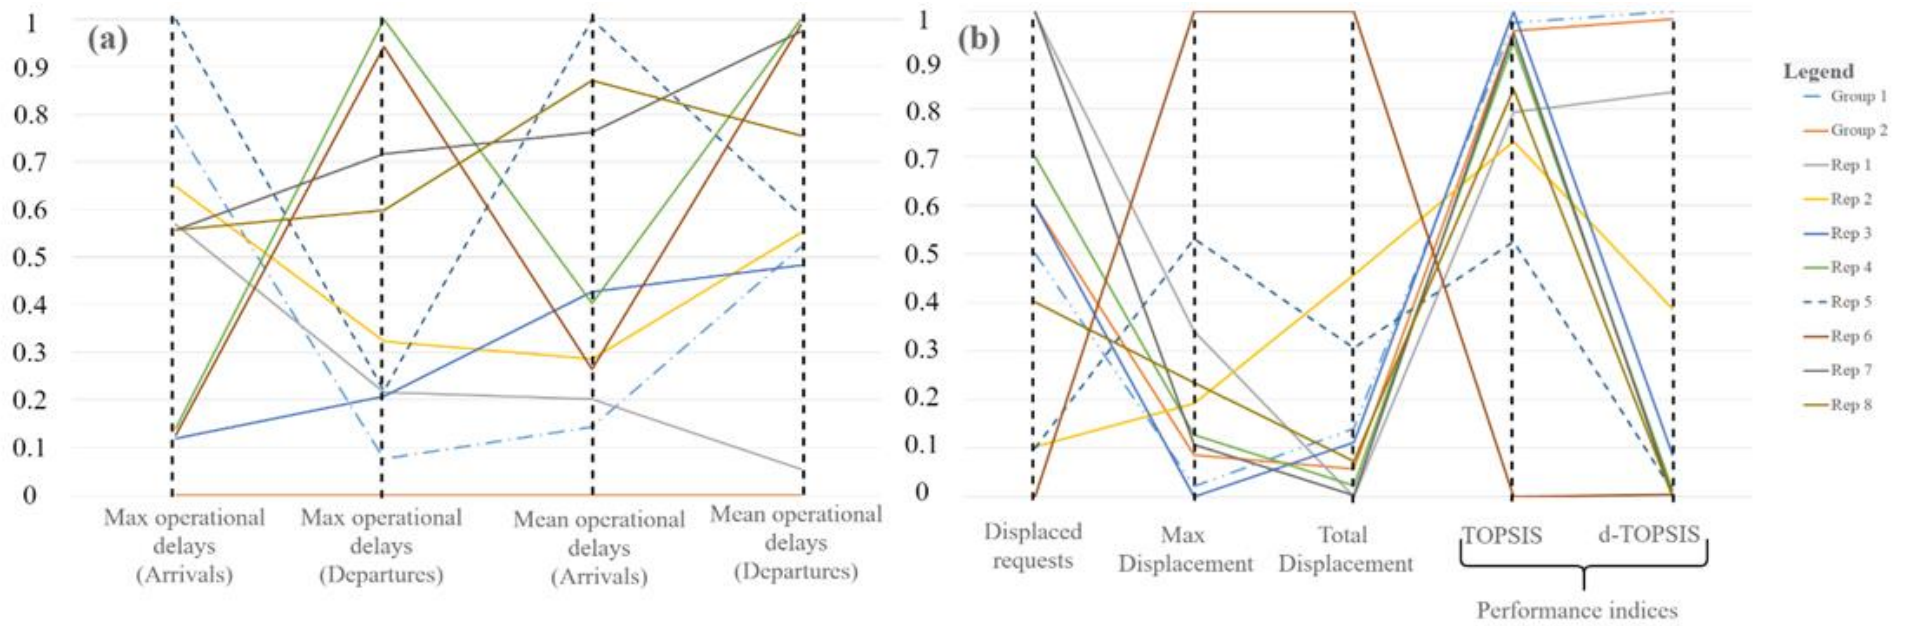 (a)
1
0.9
0.8
0.7
0.6
0.5
0.4
0.3
0.2
0.1
0
Max operational
delays
(Arrivals)
Max operational
delays
(Departures)
Mean operational
delays
(Arrivals)
Mean operational
delays
(Departures)
(b)
1
0.9
0.8
0.7
0.6
0.5
0.4
0.3
0.2
0.1
0
Displaced
requests
Max
Displacement
Total
Displacement
TOPSIS
d-TOPSIS
Performance indices
Legend
Group 1
Group 2
Rep 1
Rep 2
Rep 3
Rep 4
Rep 5
Rep 6
Rep 7
Rep 8